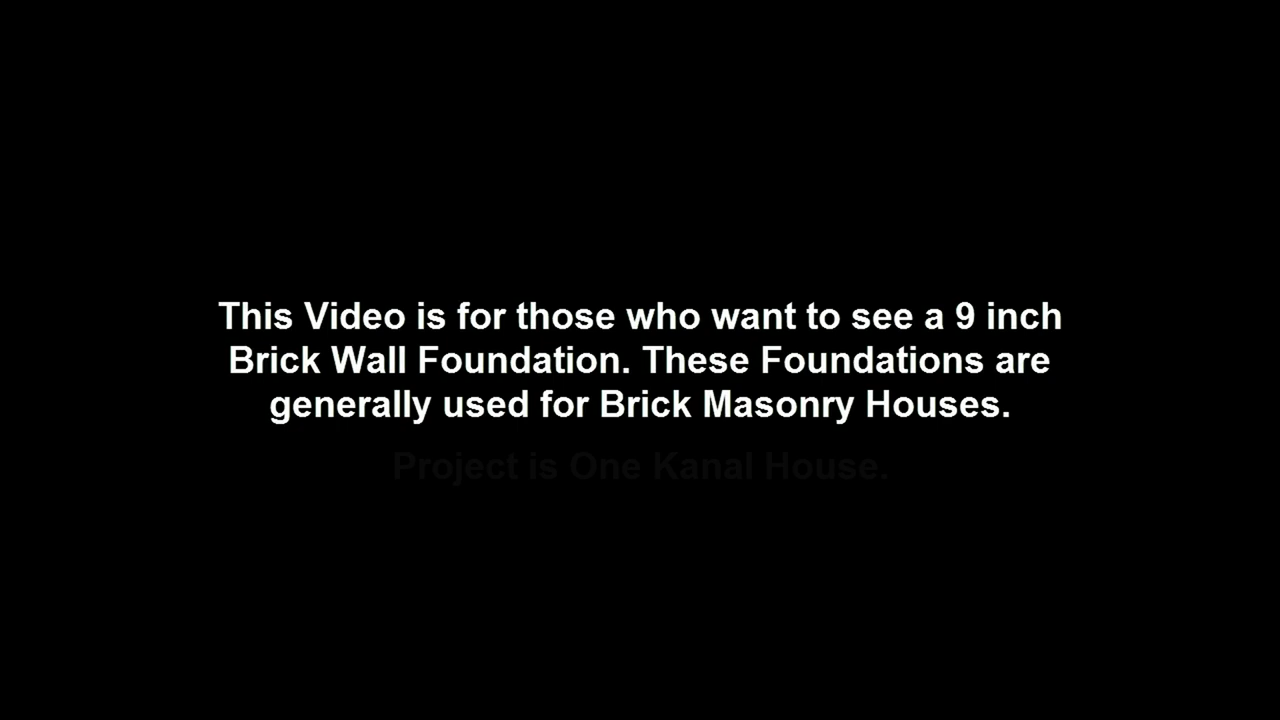 This Video is for those who want to see a 9 inch
Brick Wall Foundation. These Foundations are
generally used for Brick Masonry Houses.
Project is One Kanal House.